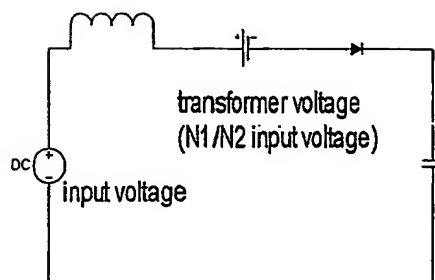 transformer voltage
(N1/N2 input voltage)
DC
input voltage